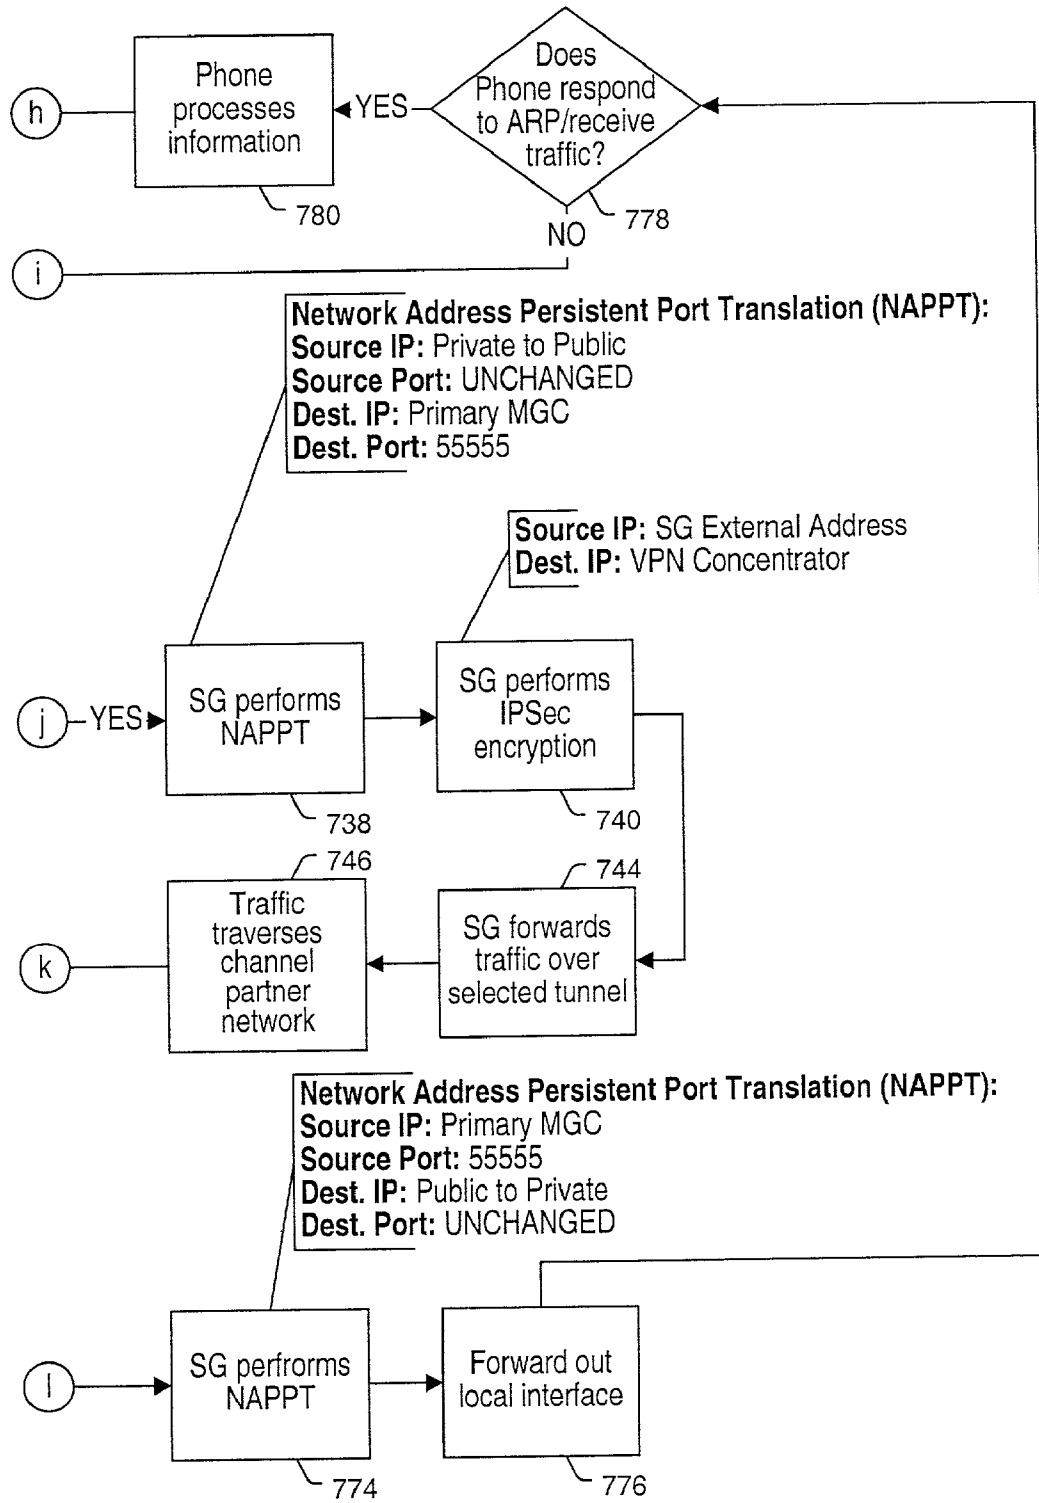 h
Phone
processes
information
YES
Does
Phone respond
to ARP/receive
traffic?
780
778
NO
i
Network Address Persistent Port Translation (NAPPT):
Source IP: Private to Public
Source Port: UNCHANGED
Dest. IP: Primary MGC
Dest. Port: 55555
Source IP: SG External Address
Dest. IP: VPN Concentrator
j
YES
SG performs
NAPPT
SG performs
IPSec
encryption
738
740
746
744
k
Traffic
traverses
channel
partner
network
SG forwards
traffic over
selected tunnel
Network Address Persistent Port Translation (NAPPT):
Source IP: Primary MGC
Source Port: 55555
Dest. IP: Public to Private
Dest. Port: UNCHANGED
l
SG perfrorms
NAPPT
Forward out
local interface
774
776